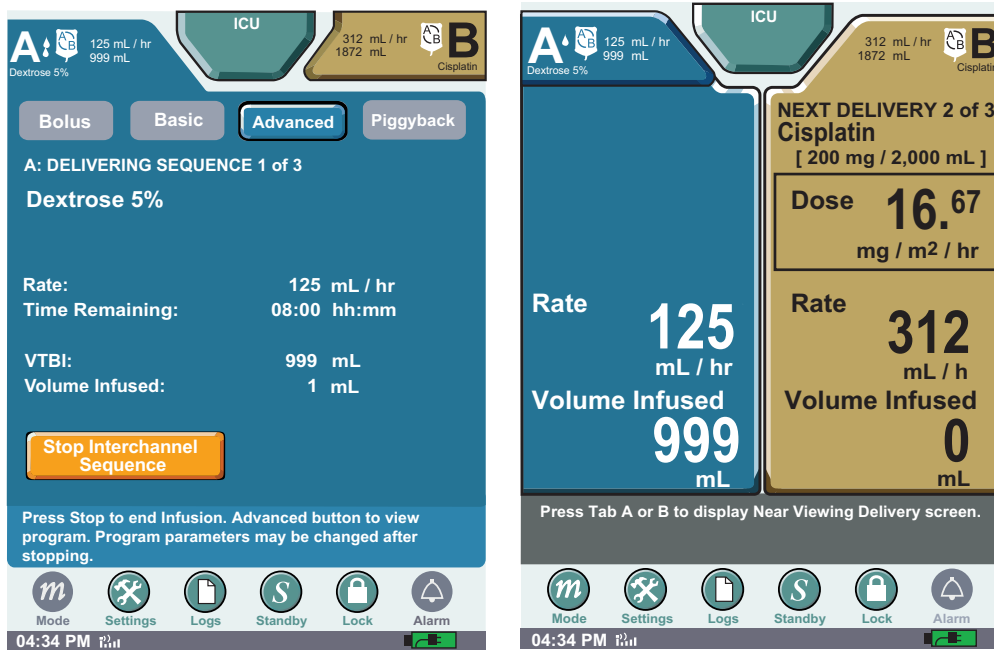 ICU
A
A B
125 mL / hr
999 mL
Dextrose 5%
312 mL / hr
1872 mL
A B
B
Cisplatin
Bolus Basic Advanced Piggyback
A: DELIVERING SEQUENCE 1 of 3
Dextrose 5%
Rate: 125 mL / hr
Time Remaining: 08:00 hh:mm
VTBI: 999 mL
Volume Infused: 1 mL
Stop Interchannel
Sequence
Press Stop to end Infusion. Advanced button to view
program. Program parameters may be changed after
stopping.
m S
Mode Settings Logs Standby Lock Alarm
04:34 PM
ICU
A
A B
125 mL / hr
999 mL
Dextrose 5%
312 mL / hr
1872 mL
A B
B
Cisplatin
Rate
125
mL / hr
Volume Infused
999
mL
NEXT DELIVERY 2 of 3
Cisplatin
[ 200 mg / 2,000 mL ]
Dose 16.67
mg / m2 / hr
Rate
312
mL / h
Volume Infused
0
mL
Press Tab A or B to display Near Viewing Delivery screen.
m S
Mode Settings Logs Standby Lock Alarm
04:34 PM